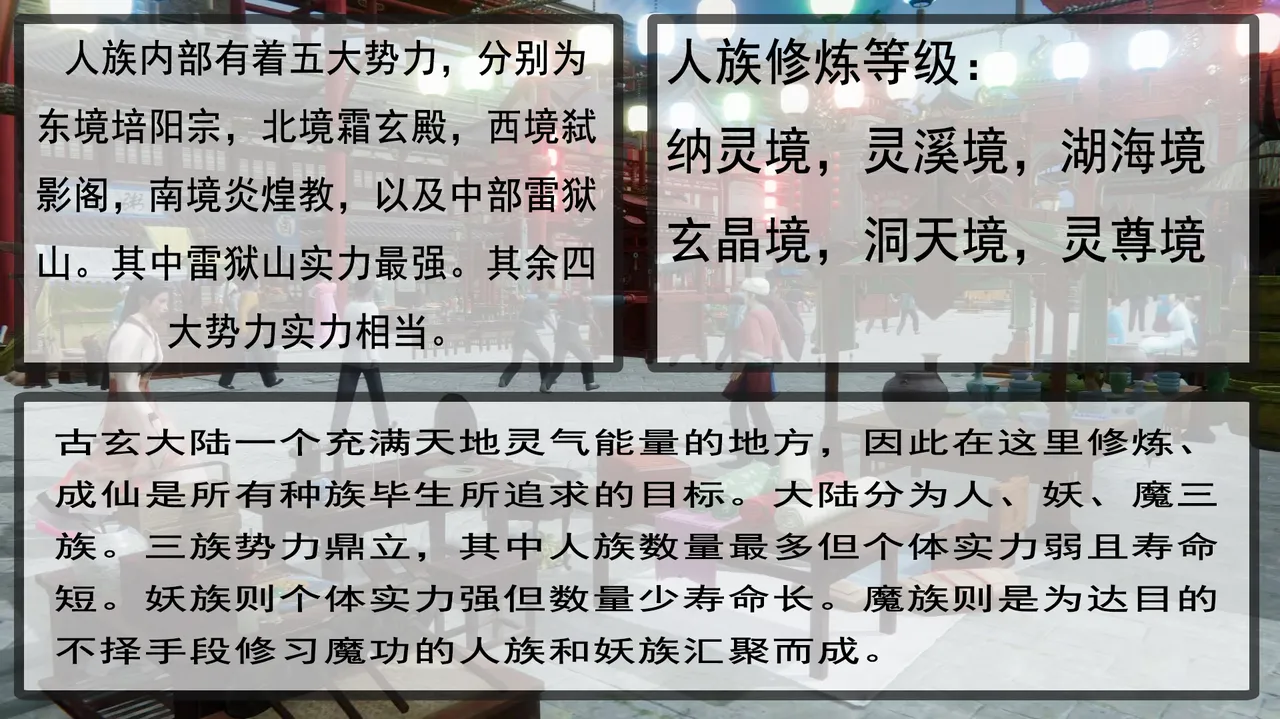 人族内部有着五大势力，分别为
东境培阳宗，北境霜玄殿，西境弑
影阁，南境炎煌教，以及中部雷狱
山。其中雷狱山实力最强。其余四
大势力实力相当。
人族修炼等级：
纳灵境，灵溪境，湖海境
玄晶境，洞天境，灵尊境
古玄大陆一个充满天地灵气能量的地方，因此在这里修炼、
成仙是所有种族毕生所追求的目标。大陆分为人、妖、魔三
族。三族势力鼎立，其中人族数量最多但个体实力弱且寿命
短。妖族则个体实力强但数量少寿命长。魔族则是为达目的
不择手段修习魔功的人族和妖族汇聚而成。